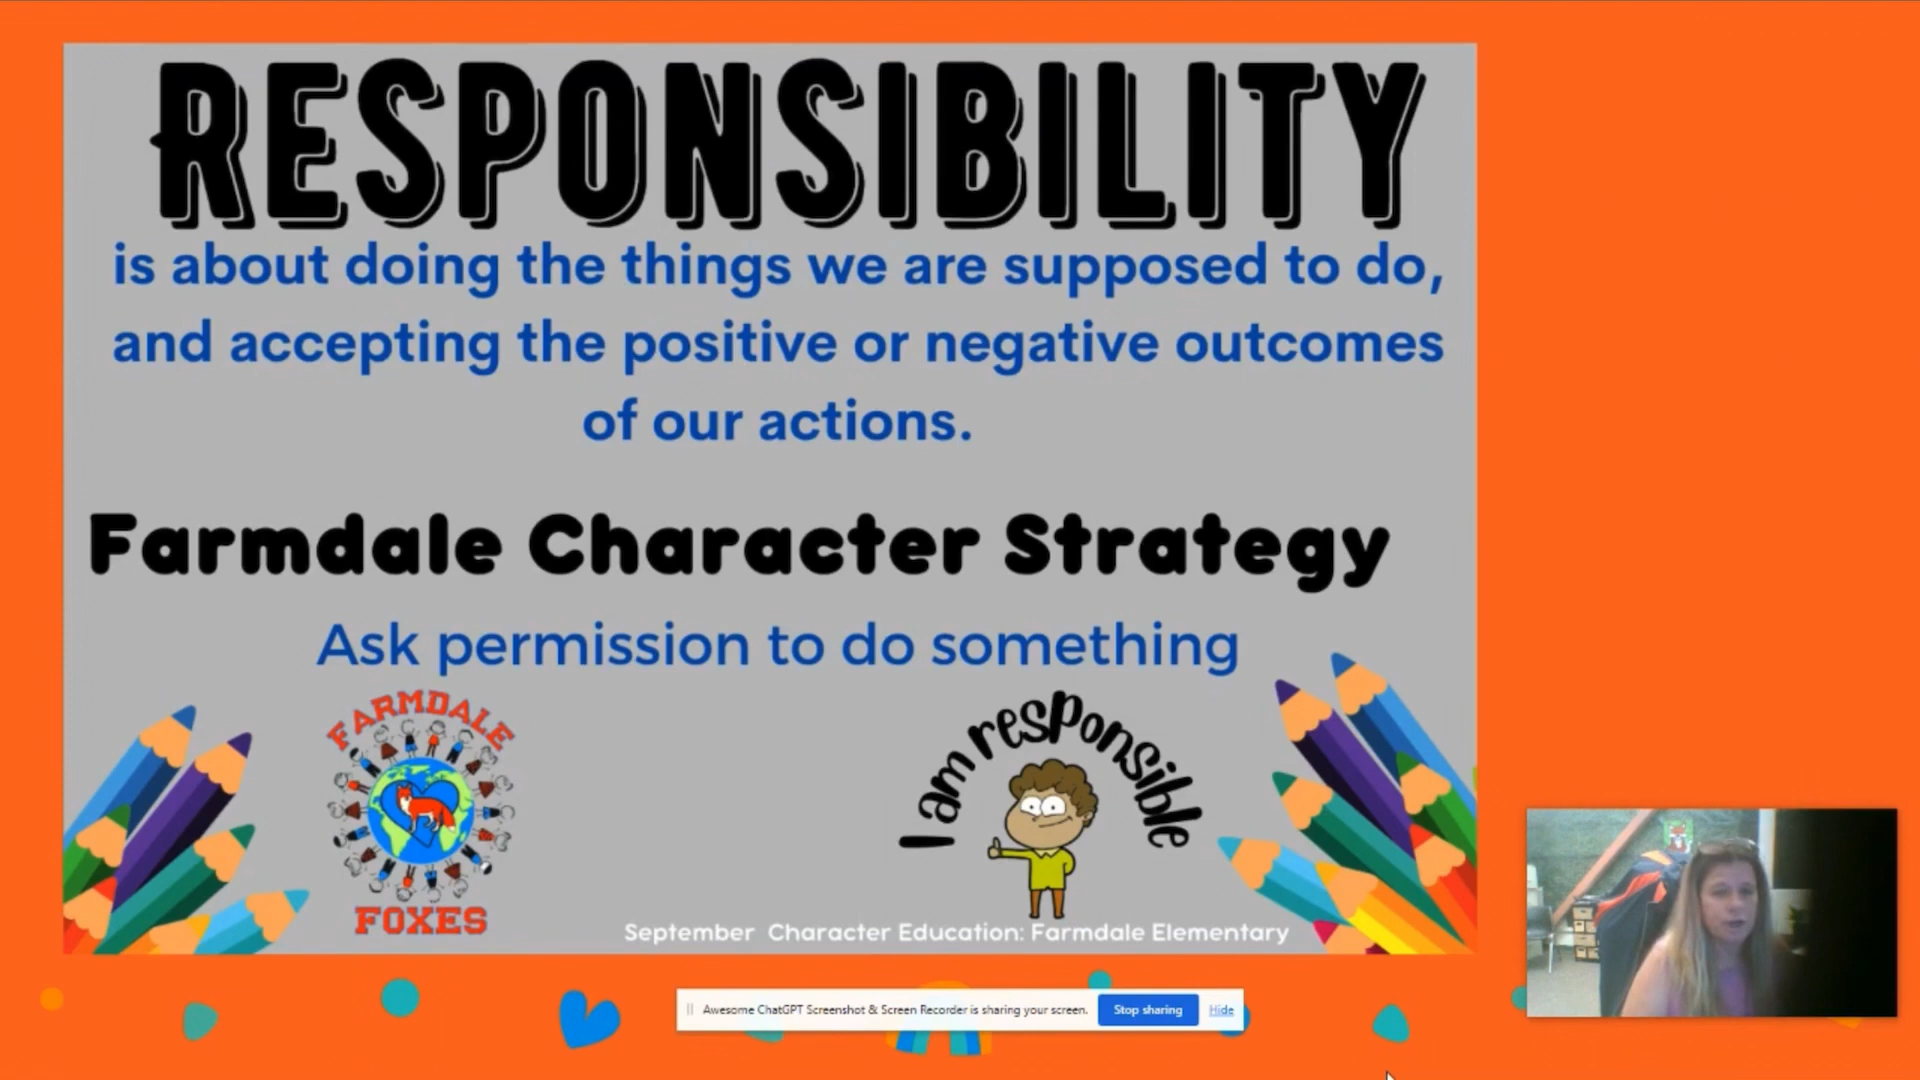 RESPONSIBILITY
is about doing the things we are supposed to do,
and accepting the positive or negative outcomes
of our actions.
Farmdale Character Strategy
Ask permission to do something
FARMDALE
FOXES
I am responsible
September Character Education: Farmdale Elementary
Awesome ChatGPT Screenshot & Screen Recorder is sharing your screen.
Stop sharing
Hide